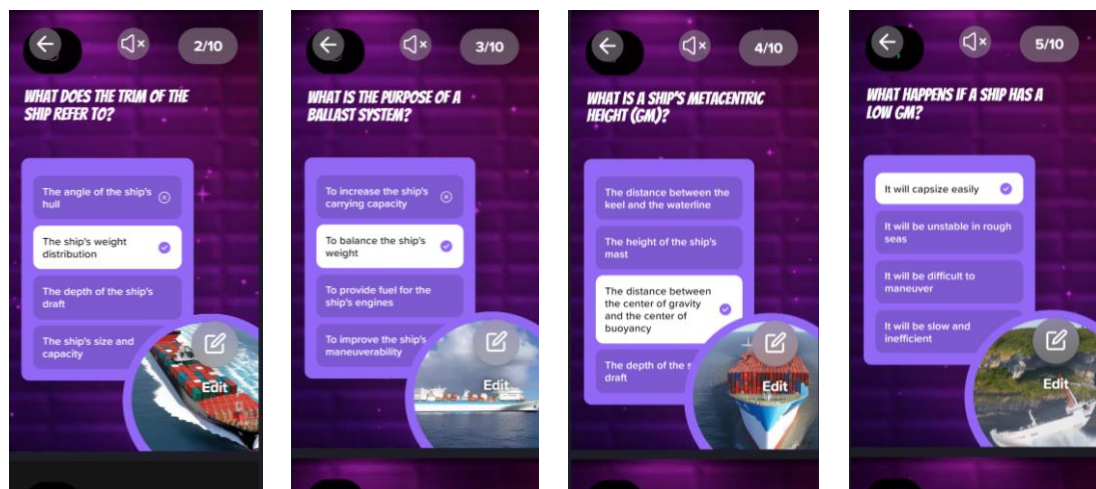 2/10
WHAT DOES THE TRIM OF THE
SHIP REFER TO?
The angle of the ship's
hull
The ship's weight
distribution
The depth of the ship's
draft
The ship's size and
capacity
Edit
3/10
WHAT IS THE PURPOSE OF A
BALLAST SYSTEM?
To increase the ship's
carrying capacity
To balance the ship's
weight
To provide fuel for the
ship's engines
To improve the ship's
maneuverability
Edit
4/10
WHAT IS A SHIP'S METACENTRIC
HEIGHT (GM)?
The distance between the
keel and the waterline
The height of the ship's
mast
The distance between
the center of gravity
and the center of
buoyancy
The depth of the
draft
Edit
5/10
WHAT HAPPENS IF A SHIP HAS A
LOW GM?
It will capsize easily
It will be unstable in rough
seas
It will be difficult to
maneuver
It will be slow and
inefficient
Edit